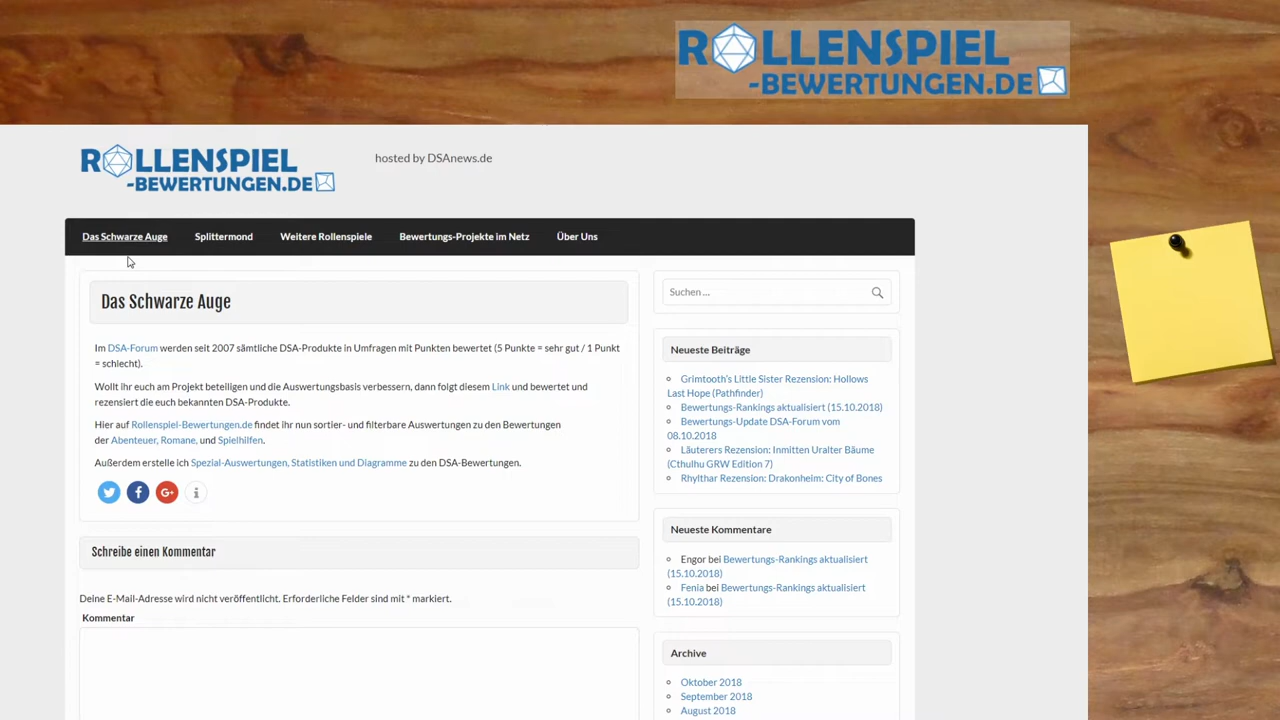 ROLLENSPIEL
-BEWERTUNGEN.DE
ROLLENSPIEL
-BEWERTUNGEN.DE
hosted by DSAnews.de
Das Schwarze Auge Splittermond Weitere Rollenspiele Bewertungs-Projekte im Netz Über Uns
Das Schwarze Auge
Im DSA-Forum werden seit 2007 sämtliche DSA-Produkte in Umfragen mit Punkten bewertet (5 Punkte = sehr gut / 1 Punkt
= schlecht).
Wollt ihr euch am Projekt beteiligen und die Auswertungsbasis verbessern, dann folgt diesem Link und bewertet und
rezensiert die euch bekannten DSA-Produkte.
Hier auf Rollenspiel-Bewertungen.de findet ihr nun sortier- und filterbare Auswertungen zu den Bewertungen
der Abenteuer, Romane, und Spielhilfen.
Außerdem erstelle ich Spezial-Auswertungen, Statistiken und Diagramme zu den DSA-Bewertungen.
Schreibe einen Kommentar
Deine E-Mail-Adresse wird nicht veröffentlicht. Erforderliche Felder sind mit * markiert.
Kommentar
Suchen ...
Neueste Beiträge
Grimtooth's Little Sister Rezension: Hollows
Last Hope (Pathfinder)
Bewertungs-Rankings aktualisiert (15.10.2018)
Bewertungs-Update DSA-Forum vom
08.10.2018
Läuterers Rezension: Inmitten Uralter Bäume
(Cthulhu GRW Edition 7)
Rhylthar Rezension: Drakonheim: City of Bones
Neueste Kommentare
Engor bei Bewertungs-Rankings aktualisiert
(15.10.2018)
Fenia bei Bewertungs-Rankings aktualisiert
(15.10.2018)
Archive
Oktober 2018
September 2018
August 2018